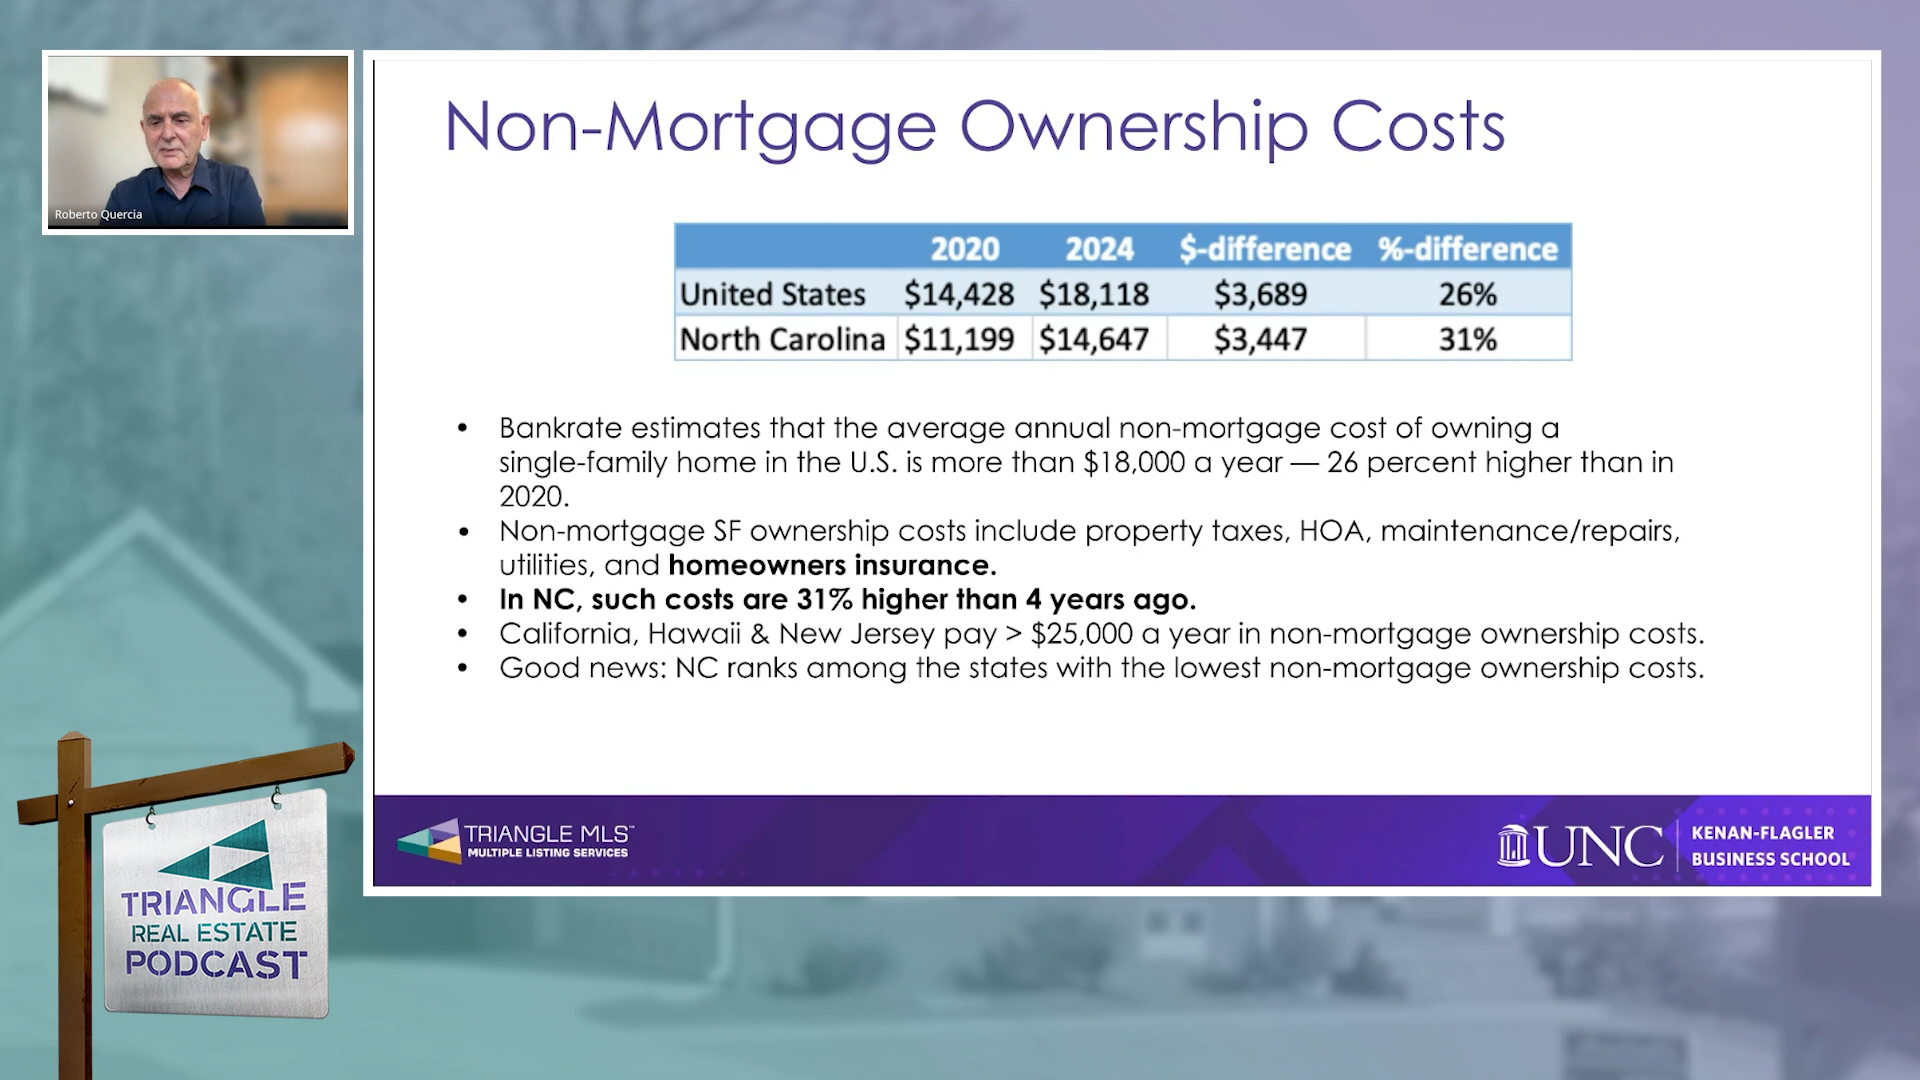 Roberto Quercia
Non-Mortgage Ownership Costs
2020 2024 $-difference %-difference
United States $14,428 $18,118 $3,689 26%
North Carolina $11,199 $14,647 $3,447 31%
• Bankrate estimates that the average annual non-mortgage cost of owning a
single-family home in the U.S. is more than $18,000 a year — 26 percent higher than in
2020.
• Non-mortgage SF ownership costs include property taxes, HOA, maintenance/repairs,
utilities, and homeowners insurance.
• In NC, such costs are 31% higher than 4 years ago.
• California, Hawaii & New Jersey pay > $25,000 a year in non-mortgage ownership costs.
• Good news: NC ranks among the states with the lowest non-mortgage ownership costs.
TRIANGLE MLS™
MULTIPLE LISTING SERVICES
UNC
KENAN-FLAGLER
BUSINESS SCHOOL
TRIANGLE
REAL ESTATE
PODCAST